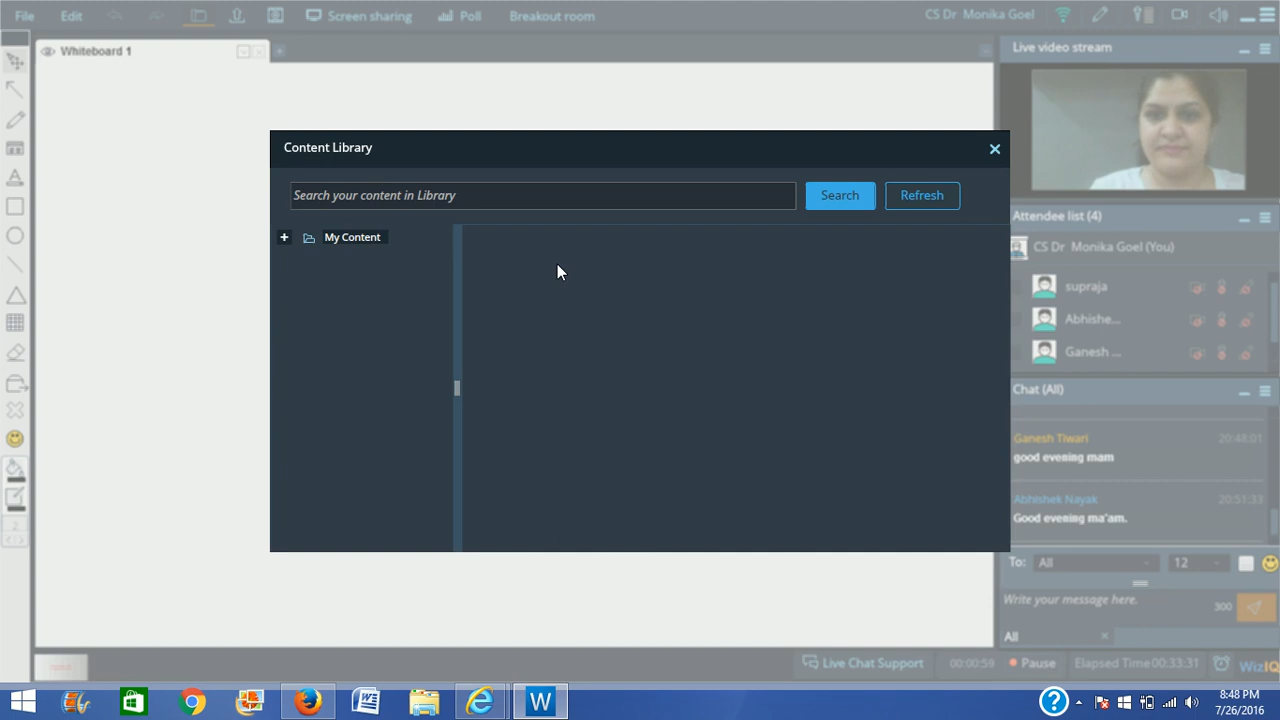 File Edit Screen sharing Poll Breakout room CS Dr Monika Goel
Whiteboard 1
Live video stream
Content Library
Search your content in Library Search Refresh
My Content
Attendee list (4)
CS Dr Monika Goel (You)
supraja
Abhishe...
Ganesh ...
Chat (All)
Ganesh Tiwari 20:48:01
good evening mam
Abhishek Nayak 20:51:33
Good evening ma'am.
To: All 12
Write your message here. 300
All
2
Live Chat Support 00:00:59 Pause Elapsed Time 00:33:31 WizIQ
8:48 PM
7/26/2016